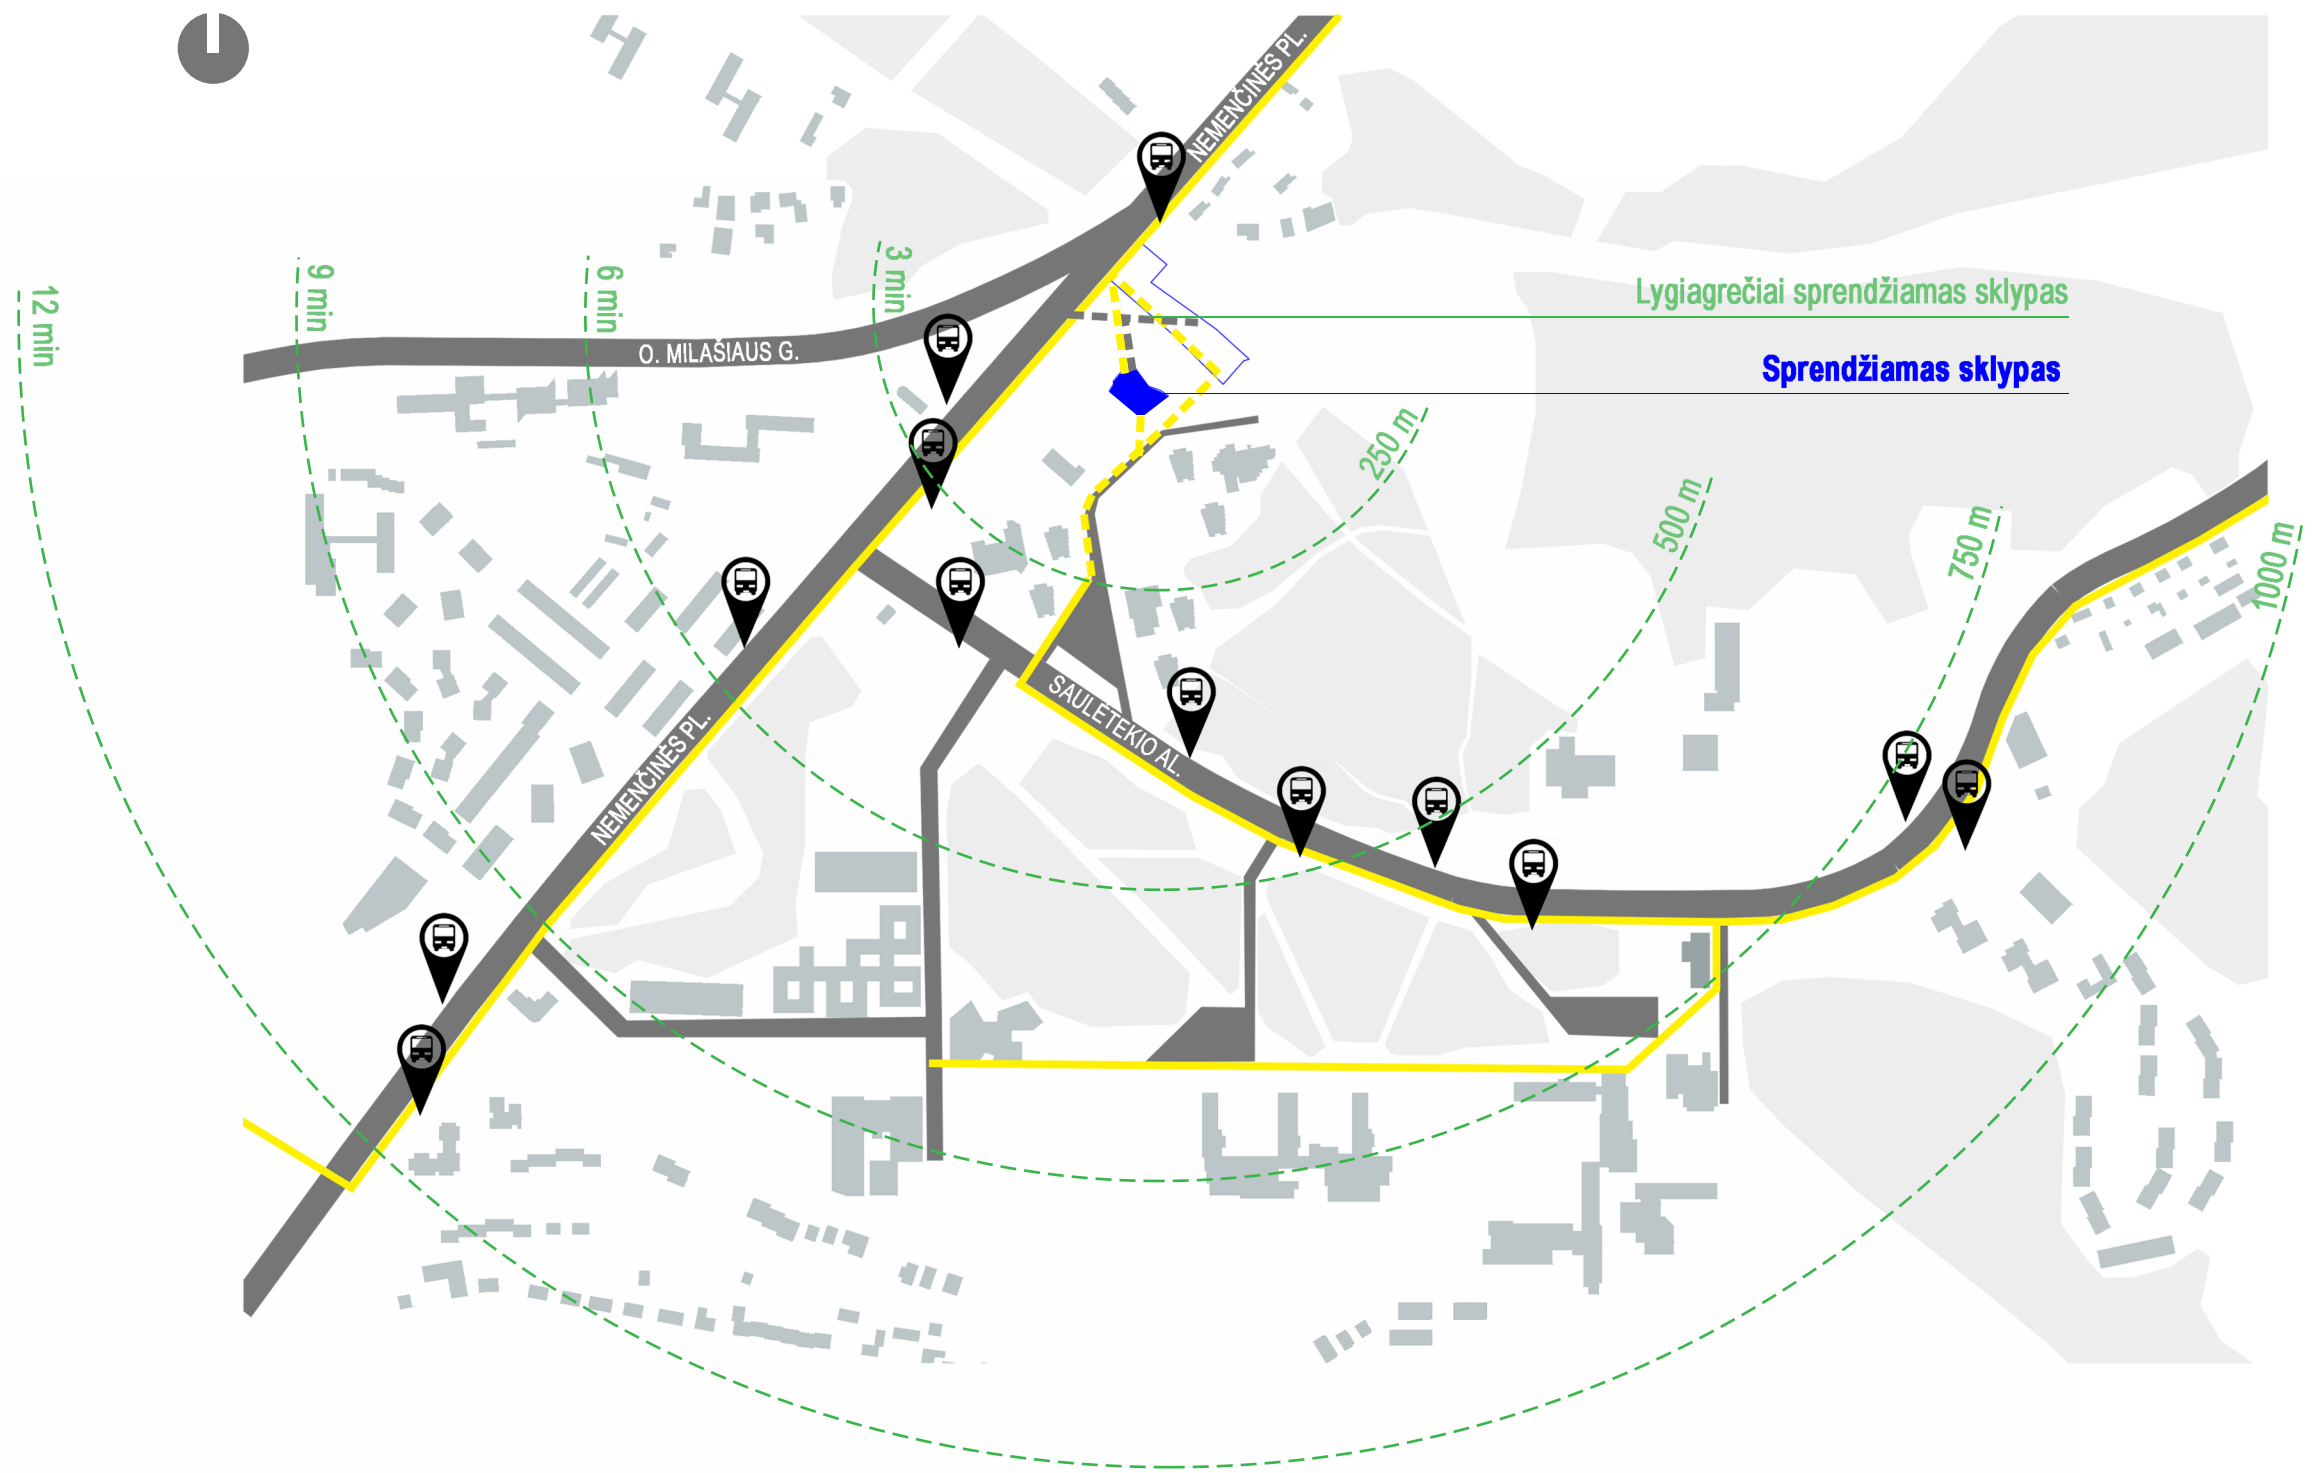 NEMENČINĖS PL.
3 min
6 min
9 min
12 min
Lygiagrečiai sprendžiamas sklypas
O. MILAŠIAUS G.
Sprendžiamas sklypas
250 m
500 m
750 m
1000 m
SAULĖTEKIO AL.
NEMENČINĖS PL.